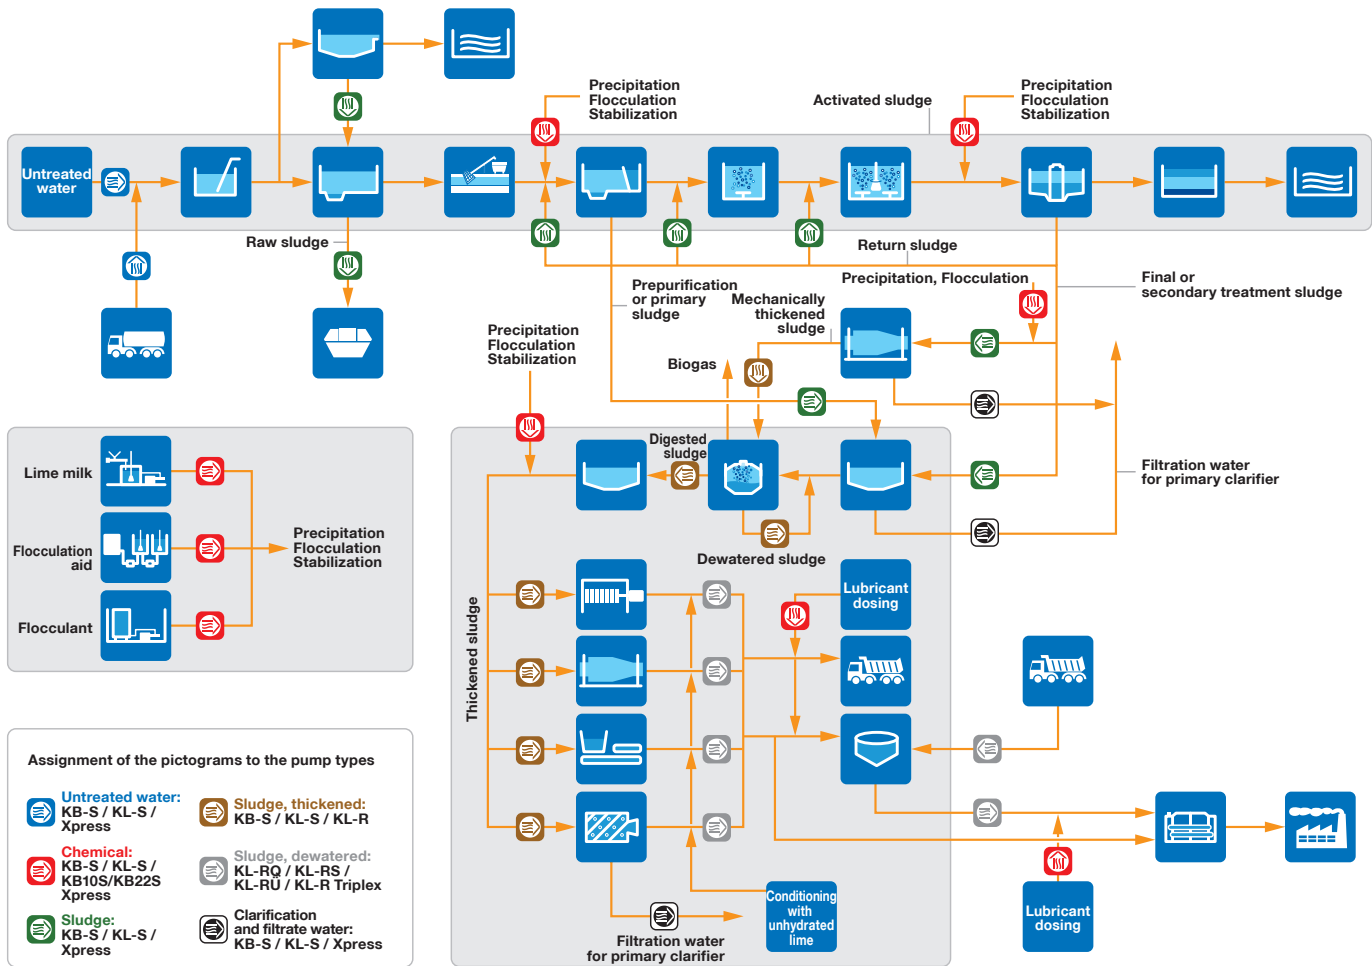 Precipitation
Flocculation
Stabilization
Activated sludge
Precipitation
Flocculation
Stabilization
Untreated
water
Raw sludge
Return sludge
Prepurification
or primary
sludge
Mechanically
thickened
sludge
Precipitation, Flocculation
Final or
secondary treatment sludge
Precipitation
Flocculation
Stabilization
Biogas
Digested
sludge
Filtration water
for primary clarifier
Dewatered sludge
Lime milk
Flocculation
aid
Flocculant
Precipitation
Flocculation
Stabilization
Thickened sludge
Lubricant
dosing
Conditioning
with
unhydrated
lime
Filtration water
for primary clarifier
Lubricant
dosing
Assignment of the pictograms to the pump types
Untreated water:
KB-S / KL-S /
Xpress
Chemical:
KB-S / KL-S /
KB10S/KB22S
Xpress
Sludge:
KB-S / KL-S /
Xpress
Sludge, thickened:
KB-S / KL-S / KL-R
Sludge, dewatered:
KL-RQ / KL-RS /
KL-RÜ / KL-R Triplex
Clarification
and filtrate water:
KB-S / KL-S / Xpress